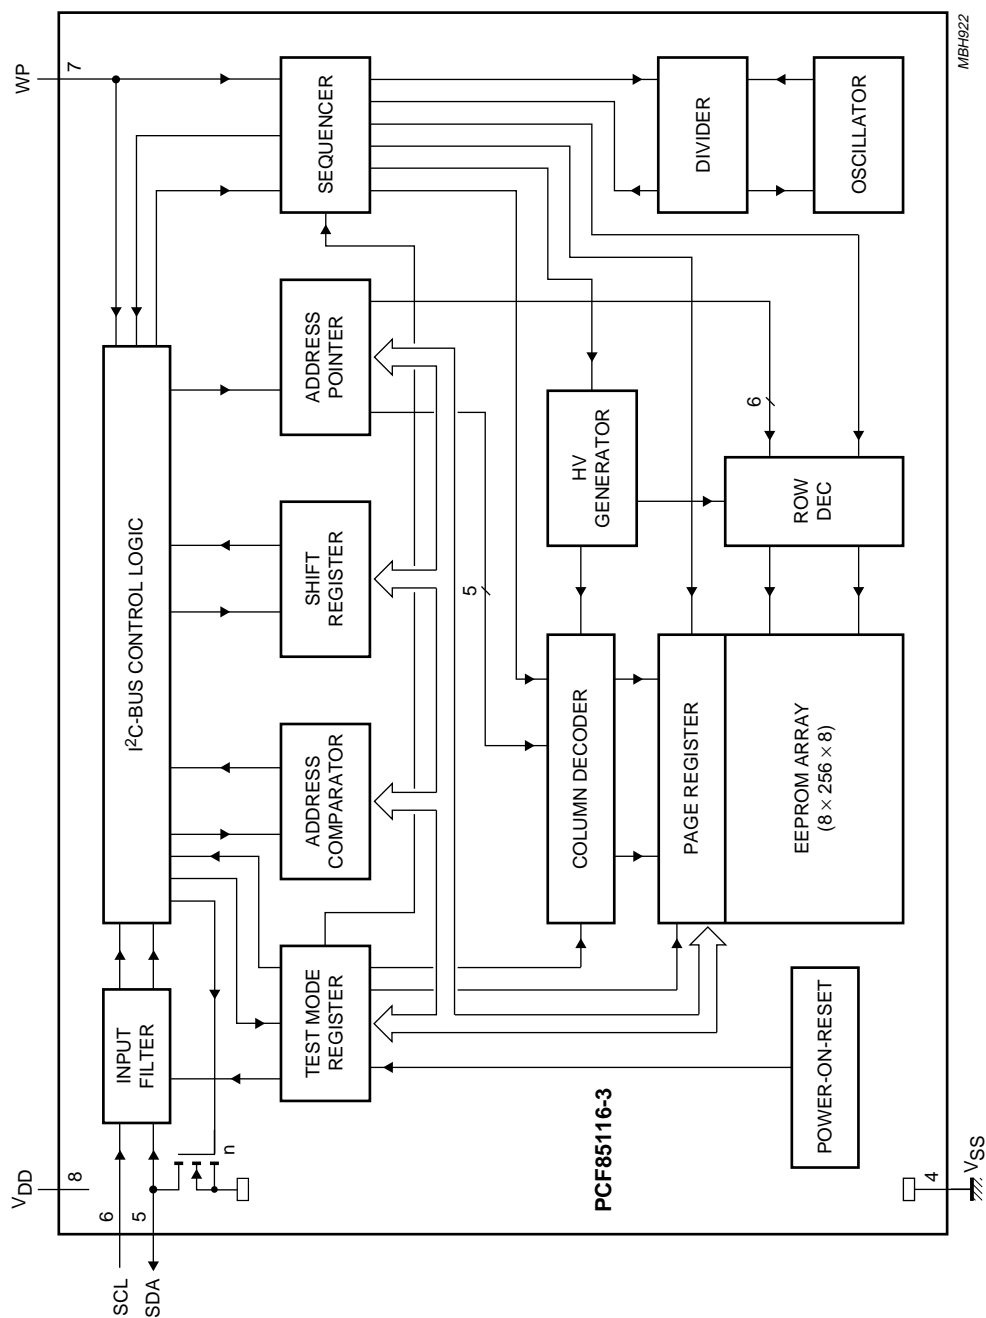 WP
7
SEQUENCER
DIVIDER
OSCILLATOR
ADDRESS
POINTER
I²C-BUS CONTROL LOGIC
SHIFT
REGISTER
ADDRESS
COMPARATOR
HV
GENERATOR
6
ROW
DEC
5
COLUMN DECODER
PAGE REGISTER
EEPROM ARRAY
(8 × 256 × 8)
INPUT
FILTER
TEST MODE
REGISTER
POWER-ON-RESET
PCF85116-3
VDD
8
6
5
SCL
SDA
n
4
VSS
MBH922